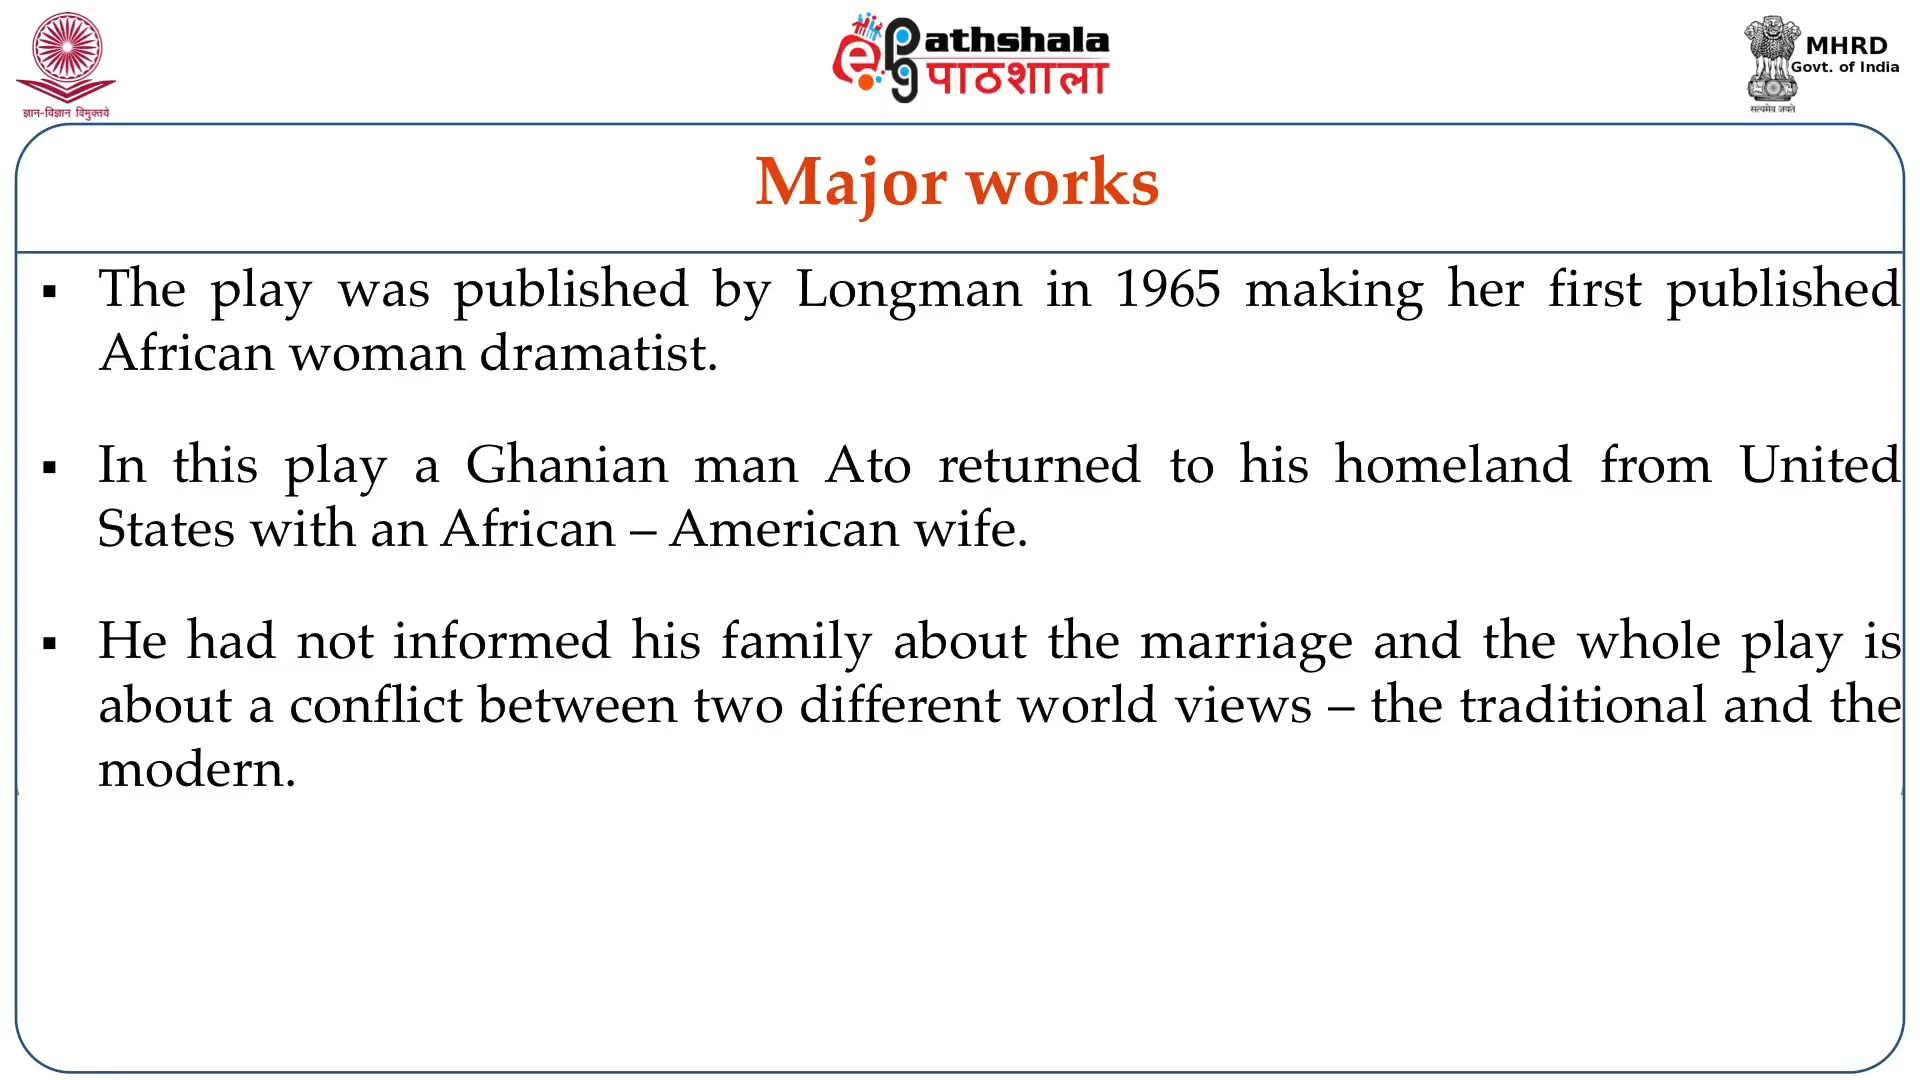 ज्ञान-विज्ञान विमुक्तये
ePG Pathshala
पाठशाला
MHRD
Govt. of India
सत्यमेव जयते
Major works
▪ The play was published by Longman in 1965 making her first published
African woman dramatist.
▪ In this play a Ghanian man Ato returned to his homeland from United
States with an African – American wife.
▪ He had not informed his family about the marriage and the whole play is
about a conflict between two different world views – the traditional and the
modern.